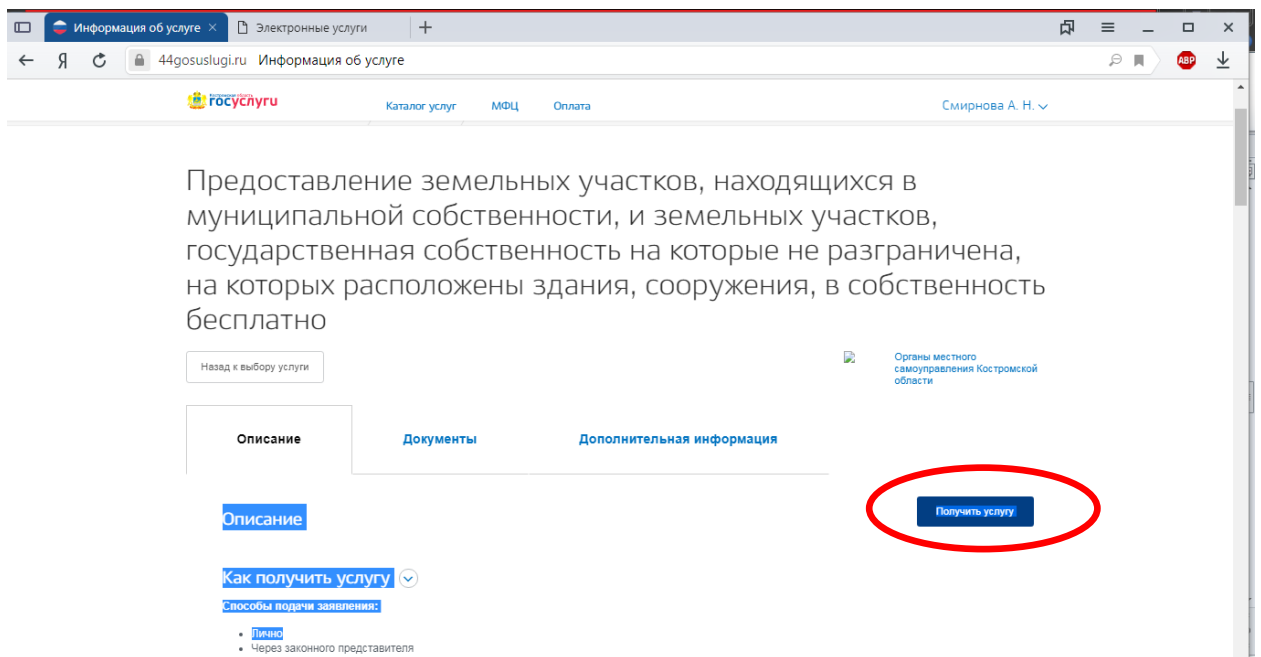 Информация об услуге
Электронные услуги
44gosuslugi.ru Информация об услуге
ABP
Костромская область
госуслуги
Каталог услуг МФЦ Оплата
Смирнова А. Н.
Предоставление земельных участков, находящихся в
муниципальной собственности, и земельных участков,
государственная собственность на которые не разграничена,
на которых расположены здания, сооружения, в собственность
бесплатно
Назад к выбору услуги
Органы местного
самоуправления Костромской
области
Описание
Документы
Дополнительная информация
Описание
Получить услугу
Как получить услугу
Способы подачи заявления:
Лично
Через законного представителя